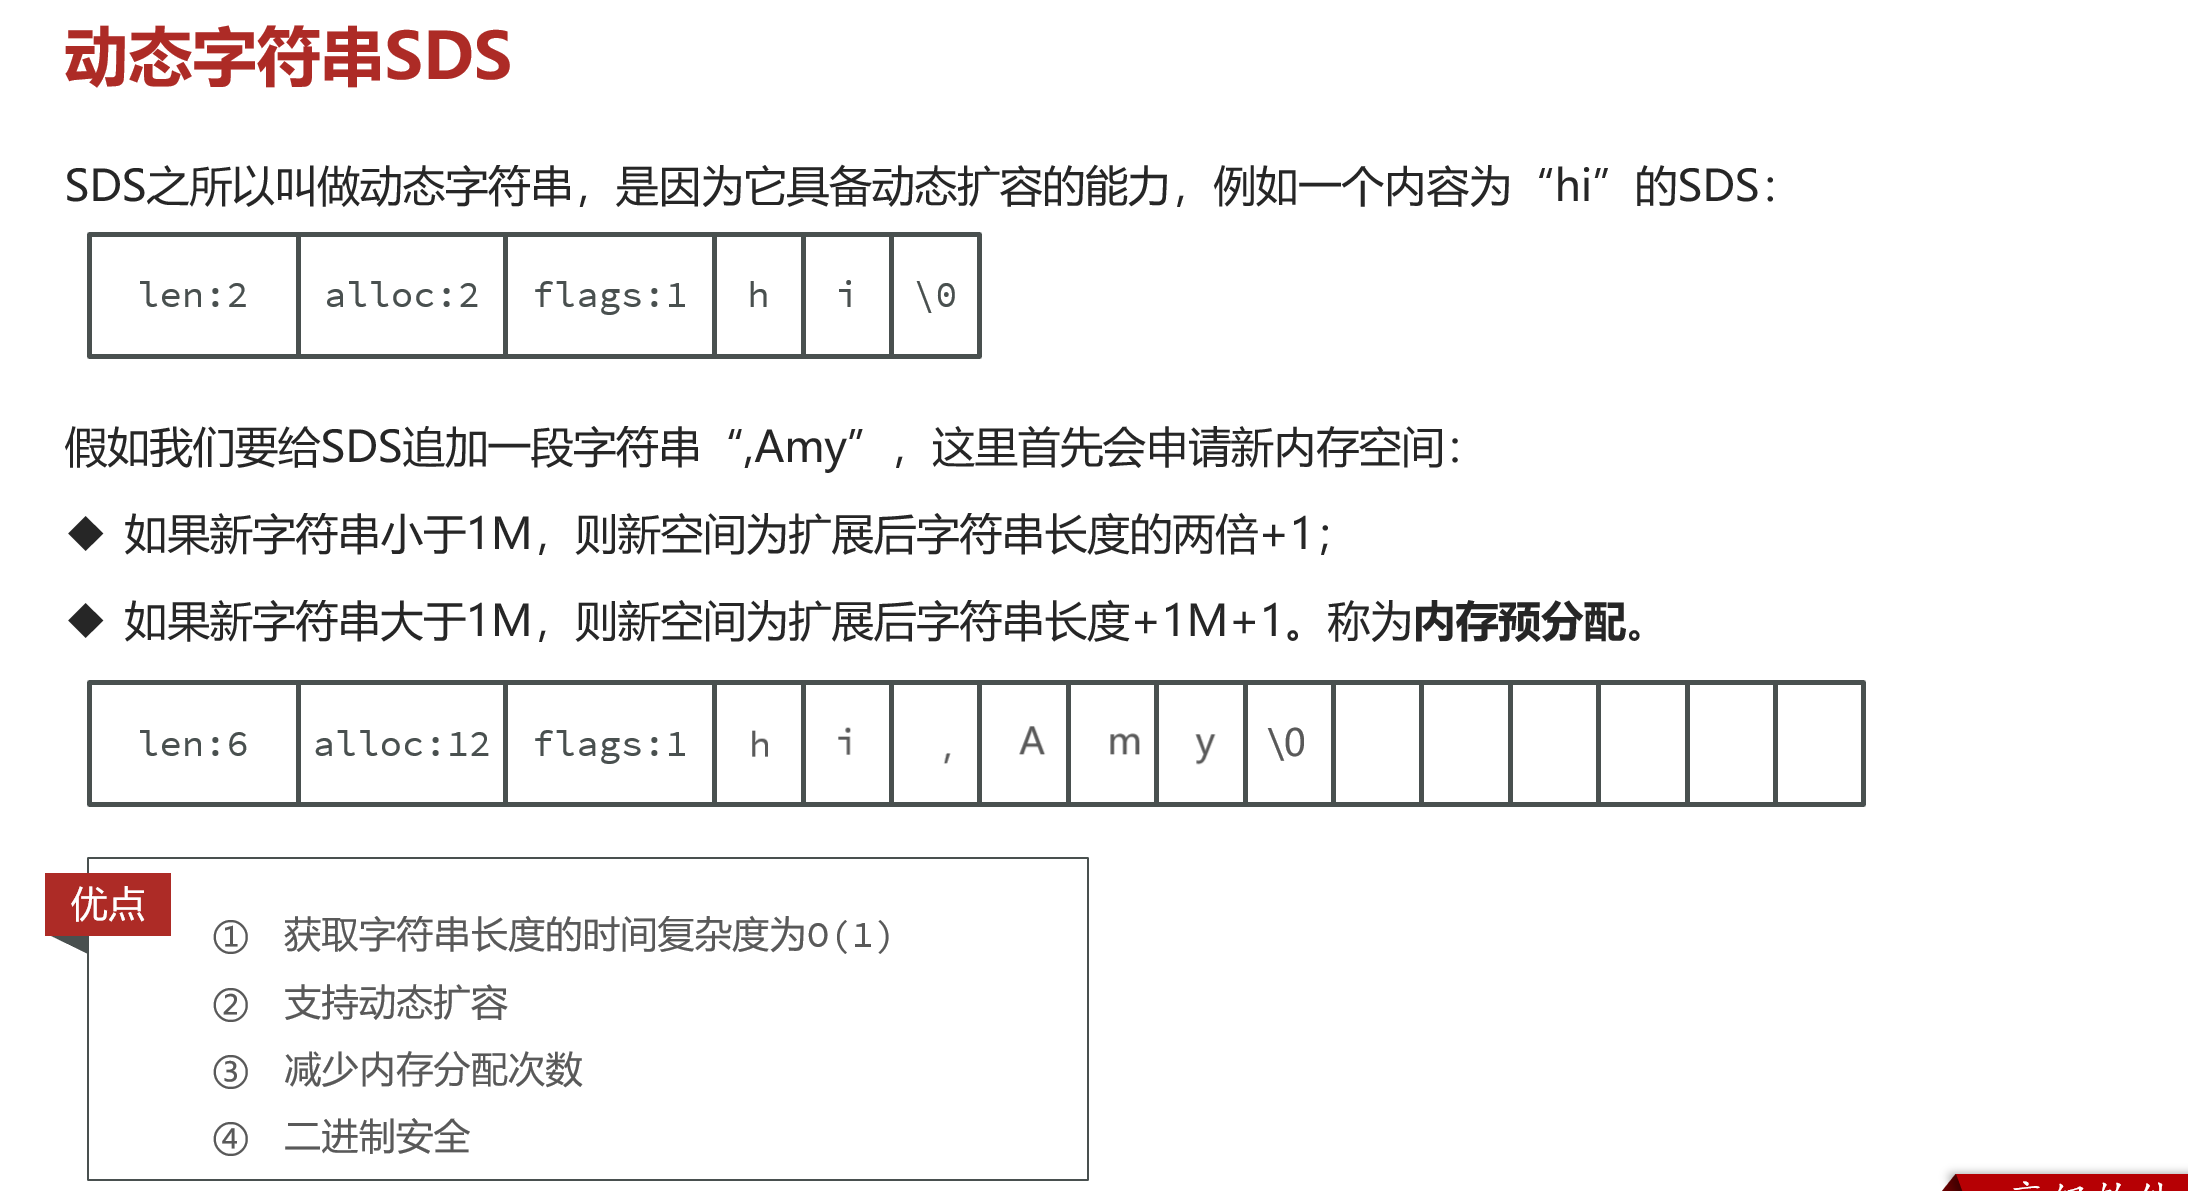 动态字符串SDS
SDS之所以叫做动态字符串，是因为它具备动态扩容的能力，例如一个内容为“hi”的SDS：
len:2 alloc:2 flags:1 h i \0
假如我们要给SDS追加一段字符串“,Amy”，这里首先会申请新内存空间：
◆ 如果新字符串小于1M，则新空间为扩展后字符串长度的两倍+1；
◆ 如果新字符串大于1M，则新空间为扩展后字符串长度+1M+1。称为内存预分配。
len:6 alloc:12 flags:1 h i , A m y \0
优点
① 获取字符串长度的时间复杂度为O(1)
② 支持动态扩容
③ 减少内存分配次数
④ 二进制安全